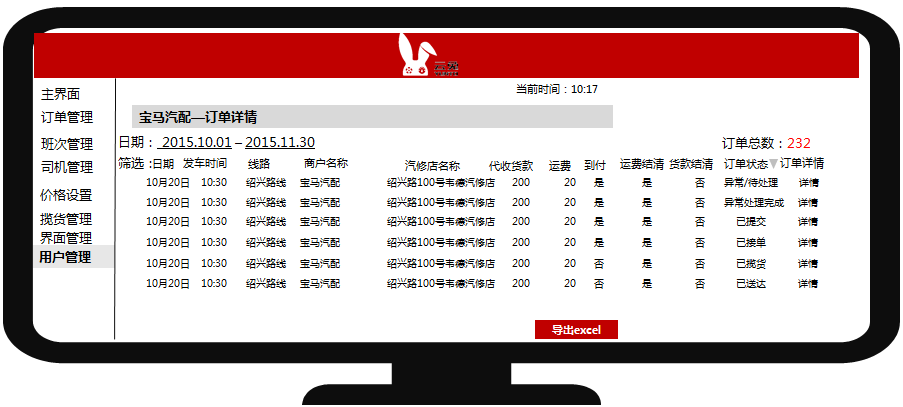 当前时间：10:17
主界面
订单管理
班次管理
司机管理
价格设置
揽货管理
界面管理
用户管理
宝马汽配—订单详情
日期： 2015.10.01 – 2015.11.30
订单总数：232
筛选：日期 发车时间 线路 商户名称 汽修店名称 代收货款 运费 到付 运费结清 货款结清 订单状态 订单详情
10月20日 10:30 绍兴路线 宝马汽配 绍兴路100号韦德汽修店 200 20 是 是 否 异常/待处理 详情
10月20日 10:30 绍兴路线 宝马汽配 绍兴路100号韦德汽修店 200 20 是 是 否 异常处理完成 详情
10月20日 10:30 绍兴路线 宝马汽配 绍兴路100号韦德汽修店 200 20 是 是 否 已提交 详情
10月20日 10:30 绍兴路线 宝马汽配 绍兴路100号韦德汽修店 200 20 是 是 否 已接单 详情
10月20日 10:30 绍兴路线 宝马汽配 绍兴路100号韦德汽修店 200 20 否 是 否 已揽货 详情
10月20日 10:30 绍兴路线 宝马汽配 绍兴路100号韦德汽修店 200 20 否 是 否 已送达 详情
导出excel